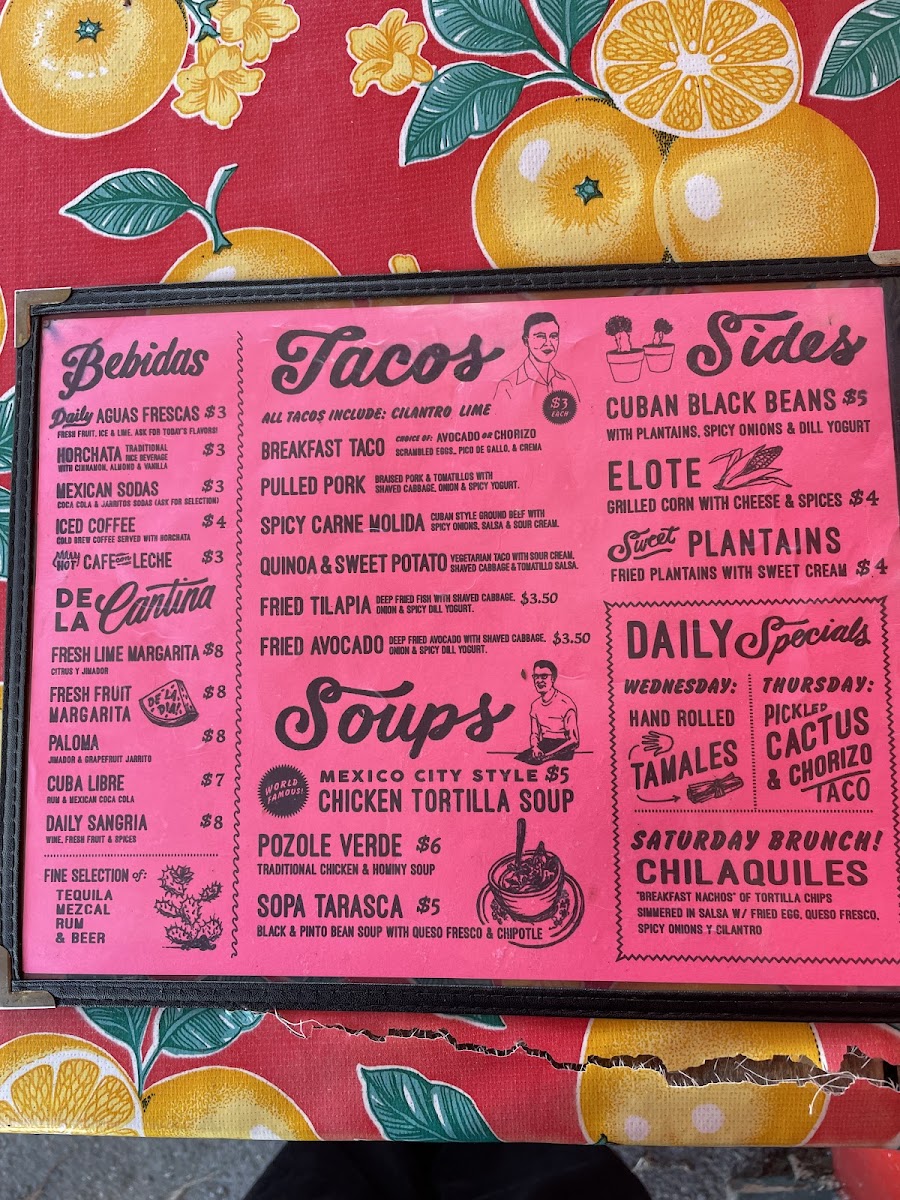 Bebidas
Daily AGUAS FRESCAS $3
FRESH FRUIT, ICE & LIME. ASK FOR TODAY'S FLAVORS!
HORCHATA TRADITIONAL RICE BEVERAGE $3
WITH CINNAMON, ALMOND & VANILLA
MEXICAN SODAS $3
COCA COLA & JARRITOS SODAS (ASK FOR SELECTION)
ICED COFFEE $4
COLD BREW COFFEE SERVED WITH HORCHATA
HOT! CAFE CON LECHE $3
DE LA Cantina
FRESH LIME MARGARITA $8
CITRUS Y JIMADOR
FRESH FRUIT $8
MARGARITA
DE LA DIA!
PALOMA $8
JIMADOR & GRAPEFRUIT JARRITO
CUBA LIBRE $7
RUM & MEXICAN COCA COLA
DAILY SANGRIA $8
WINE, FRESH FRUIT & SPICES
FINE SELECTION of:
TEQUILA
MEZCAL
RUM
& BEER
Tacos
$3 EACH
ALL TACOS INCLUDE: CILANTRO LIME
BREAKFAST TACO CHOICE OF: AVOCADO OR CHORIZO
SCRAMBLED EGGS, PICO DE GALLO, & CREMA
PULLED PORK BRAISED PORK & TOMATILLOS WITH
SHAVED CABBAGE, ONION & SPICY YOGURT.
SPICY CARNE MOLIDA CUBAN STYLE GROUND BEEF WITH
SPICY ONIONS, SALSA & SOUR CREAM.
QUINOA & SWEET POTATO VEGETARIAN TACO WITH SOUR CREAM,
SHAVED CABBAGE & TOMATILLO SALSA.
FRIED TILAPIA DEEP FRIED FISH WITH SHAVED CABBAGE, $3.50
ONION & SPICY DILL YOGURT.
FRIED AVOCADO DEEP FRIED AVOCADO WITH SHAVED CABBAGE, $3.50
ONION & SPICY DILL YOGURT.
Soups
WORLD FAMOUS!
MEXICO CITY STYLE $5
CHICKEN TORTILLA SOUP
POZOLE VERDE $6
TRADITIONAL CHICKEN & HOMINY SOUP
SOPA TARASCA $5
BLACK & PINTO BEAN SOUP WITH QUESO FRESCO & CHIPOTLE
Sides
CUBAN BLACK BEANS $5
WITH PLANTAINS, SPICY ONIONS & DILL YOGURT
ELOTE
GRILLED CORN WITH CHEESE & SPICES $4
Sweet PLANTAINS
FRIED PLANTAINS WITH SWEET CREAM $4
DAILY Specials
WEDNESDAY:
HAND ROLLED
TAMALES
THURSDAY:
PICKLED
CACTUS
& CHORIZO
TACO
SATURDAY BRUNCH!
CHILAQUILES
"BREAKFAST NACHOS" OF TORTILLA CHIPS
SIMMERED IN SALSA W/ FRIED EGG, QUESO FRESCO,
SPICY ONIONS Y CILANTRO